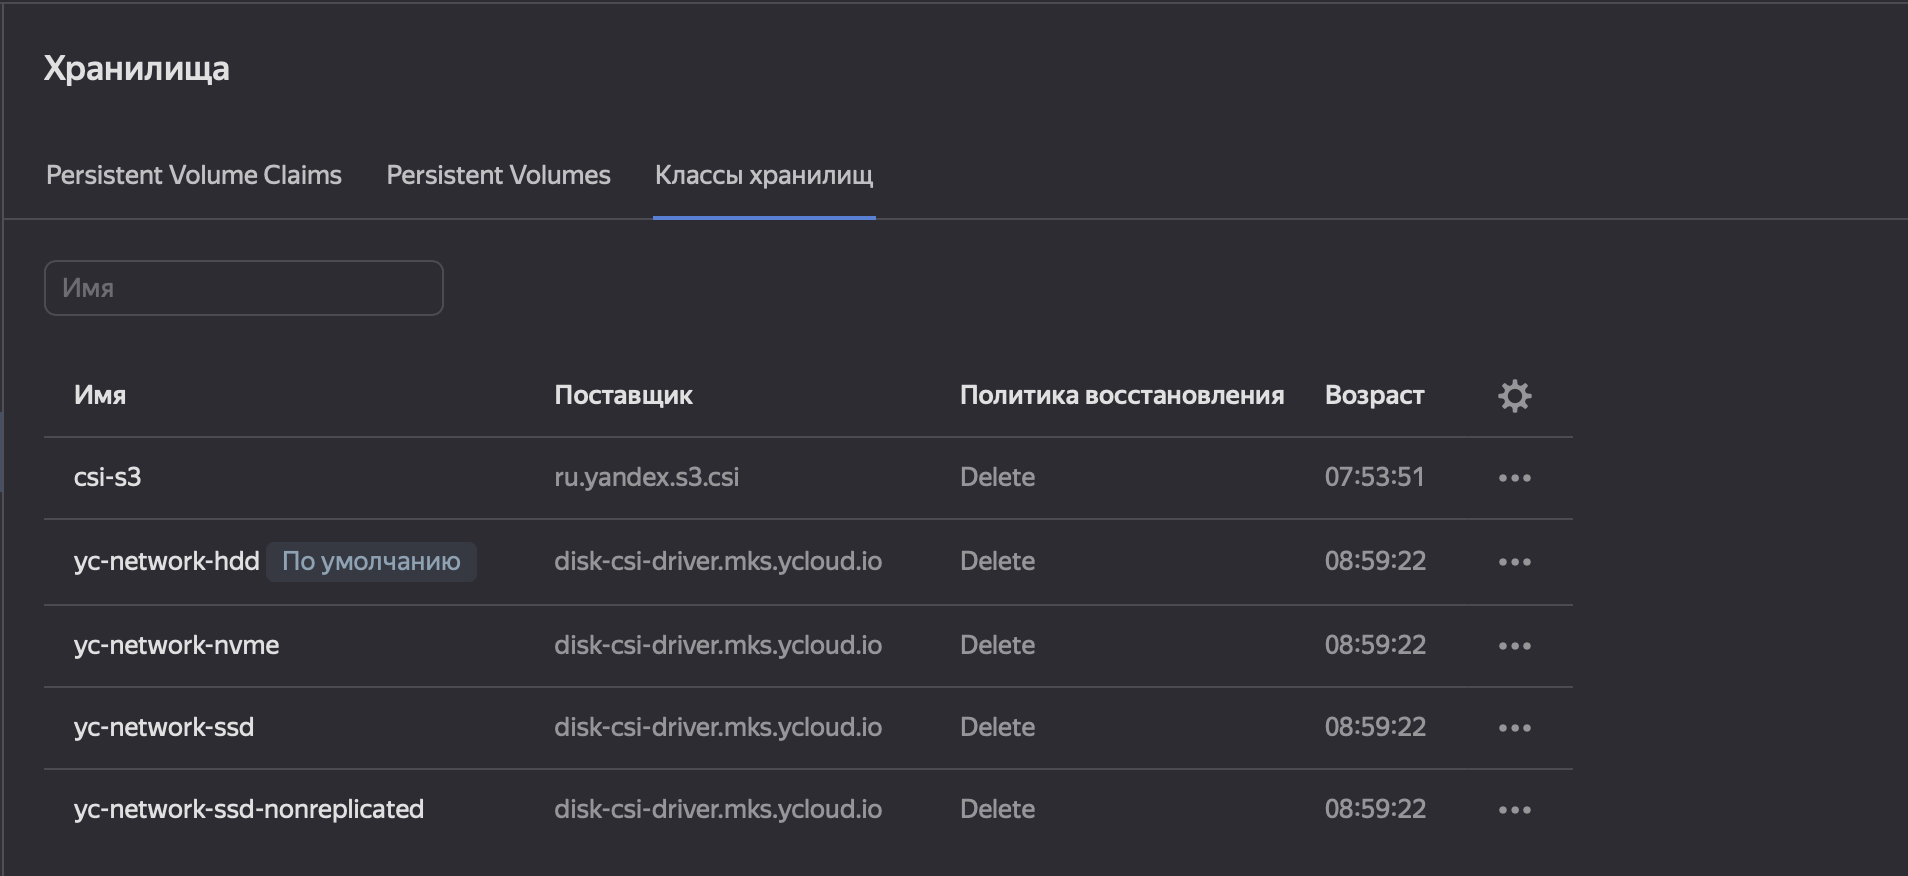 Хранилища
Persistent Volume Claims Persistent Volumes Классы хранилищ
Имя
Имя Поставщик Политика восстановления Возраст
csi-s3 ru.yandex.s3.csi Delete 07:53:51
yc-network-hdd По умолчанию disk-csi-driver.mks.ycloud.io Delete 08:59:22
yc-network-nvme disk-csi-driver.mks.ycloud.io Delete 08:59:22
yc-network-ssd disk-csi-driver.mks.ycloud.io Delete 08:59:22
yc-network-ssd-nonreplicated disk-csi-driver.mks.ycloud.io Delete 08:59:22